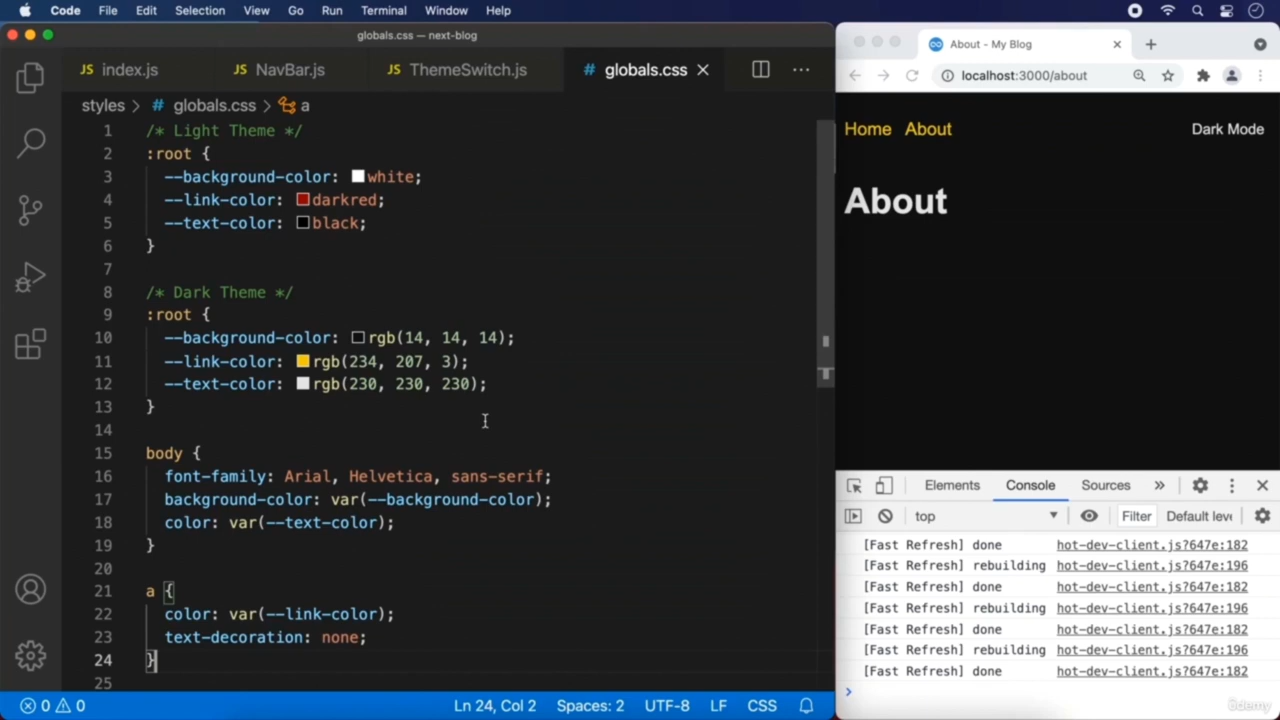 Code File Edit Selection View Go Run Terminal Window Help
globals.css — next-blog
JS index.js JS NavBar.js JS ThemeSwitch.js # globals.css
styles > # globals.css > a
1 /* Light Theme */
2 :root {
3 --background-color: white;
4 --link-color: darkred;
5 --text-color: black;
6 }
7
8 /* Dark Theme */
9 :root {
10 --background-color: rgb(14, 14, 14);
11 --link-color: rgb(234, 207, 3);
12 --text-color: rgb(230, 230, 230);
13 }
14
15 body {
16 font-family: Arial, Helvetica, sans-serif;
17 background-color: var(--background-color);
18 color: var(--text-color);
19 }
20
21 a {
22 color: var(--link-color);
23 text-decoration: none;
24 }
25
0 0 Ln 24, Col 2 Spaces: 2 UTF-8 LF CSS
About - My Blog
localhost:3000/about
Home About Dark Mode
About
Elements Console Sources »
top Filter Default leve
[Fast Refresh] done hot-dev-client.js?647e:182
[Fast Refresh] rebuilding hot-dev-client.js?647e:196
[Fast Refresh] done hot-dev-client.js?647e:182
[Fast Refresh] rebuilding hot-dev-client.js?647e:196
[Fast Refresh] done hot-dev-client.js?647e:182
[Fast Refresh] rebuilding hot-dev-client.js?647e:196
[Fast Refresh] done hot-dev-client.js?647e:182
>
ûdemy